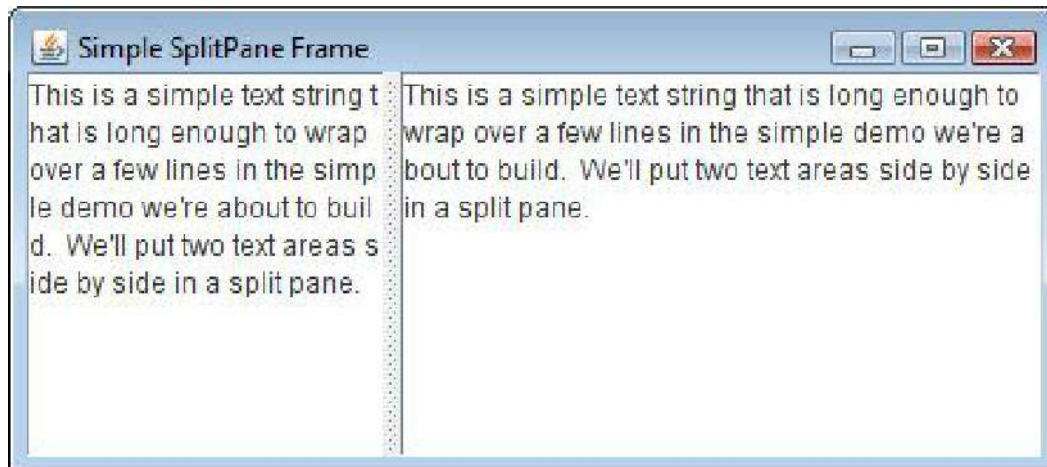 Simple SplitPane Frame
This is a simple text string t
hat is long enough to wrap
over a few lines in the simp
le demo we're about to buil
d.  We'll put two text areas s
ide by side in a split pane.
This is a simple text string that is long enough to
wrap over a few lines in the simple demo we're a
bout to build.  We'll put two text areas side by side
in a split pane.